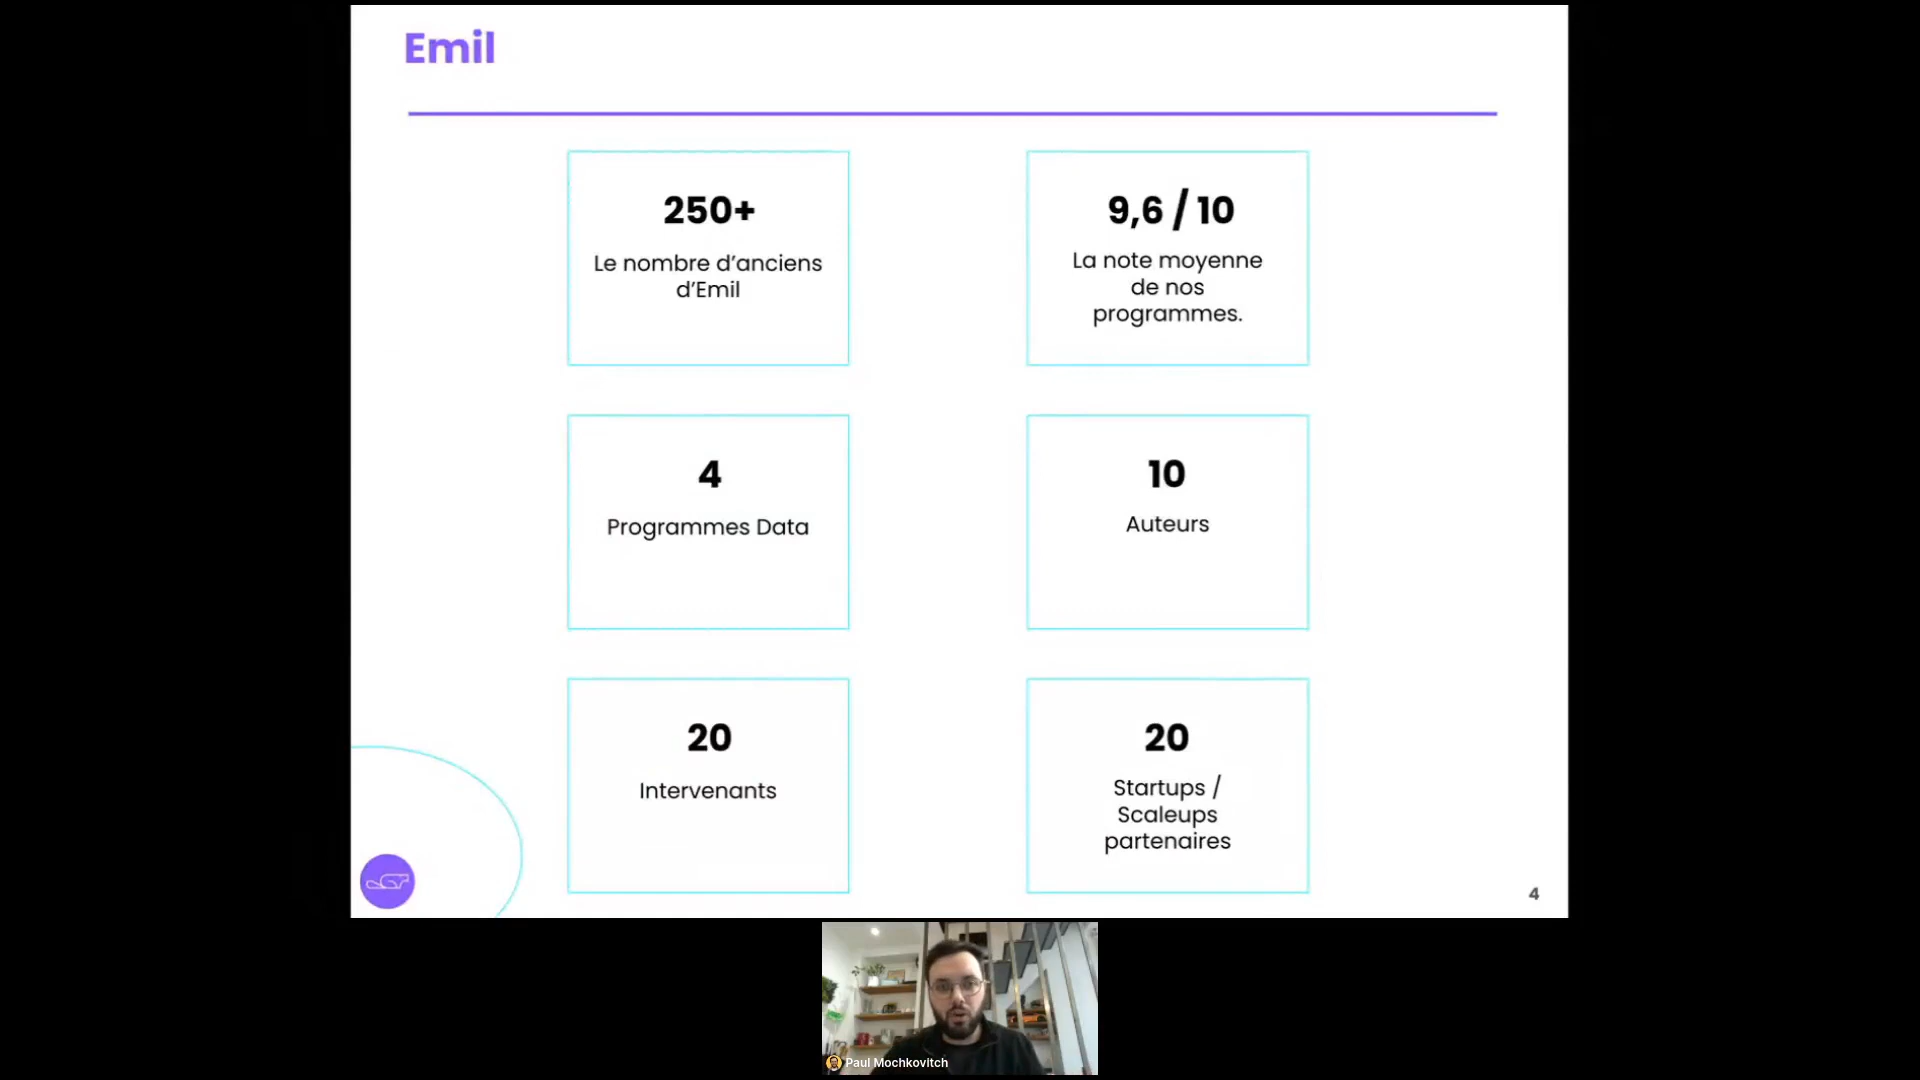 Emil
250+
Le nombre d’anciens
d’Emil
9,6 / 10
La note moyenne
de nos
programmes.
4
Programmes Data
10
Auteurs
20
Intervenants
20
Startups /
Scaleups
partenaires
4
Paul Mochkovitch